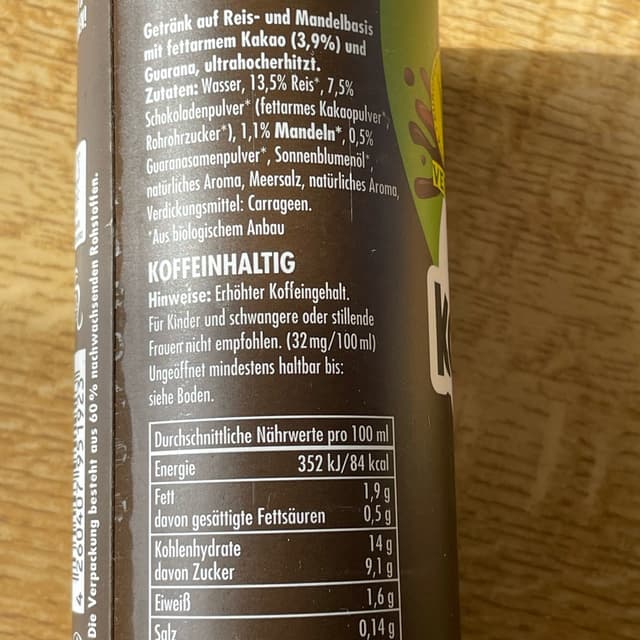 Getränk auf Reis- und Mandelbasis
mit fettarmem Kakao (3,9%) und
Guarana, ultrahocherhitzt.
Zutaten: Wasser, 13,5% Reis*, 7,5%
Schokoladenpulver* (fettarmes Kakaopulver*,
Rohrohrzucker*), 1,1% Mandeln*, 0,5%
Guaranasamenpulver*, Sonnenblumenöl*,
natürliches Aroma, Meersalz, natürliches Aroma,
Verdickungsmittel: Carrageen.
*Aus biologischem Anbau
KOFFEINHALTIG
Hinweise: Erhöhter Koffeingehalt.
Für Kinder und schwangere oder stillende
Frauen nicht empfohlen. (32mg/100ml)
Ungeöffnet mindestens haltbar bis:
siehe Boden.
Durchschnittliche Nährwerte pro 100 ml
Energie 352 kJ/84 kcal
Fett 1,9 g
davon gesättigte Fettsäuren 0,5 g
Kohlenhydrate 14 g
davon Zucker 9,1 g
Eiweiß 1,6 g
Salz 0,14 g
Die Verpackung besteht aus 60% nachwachsenden Rohstoffen.
VE